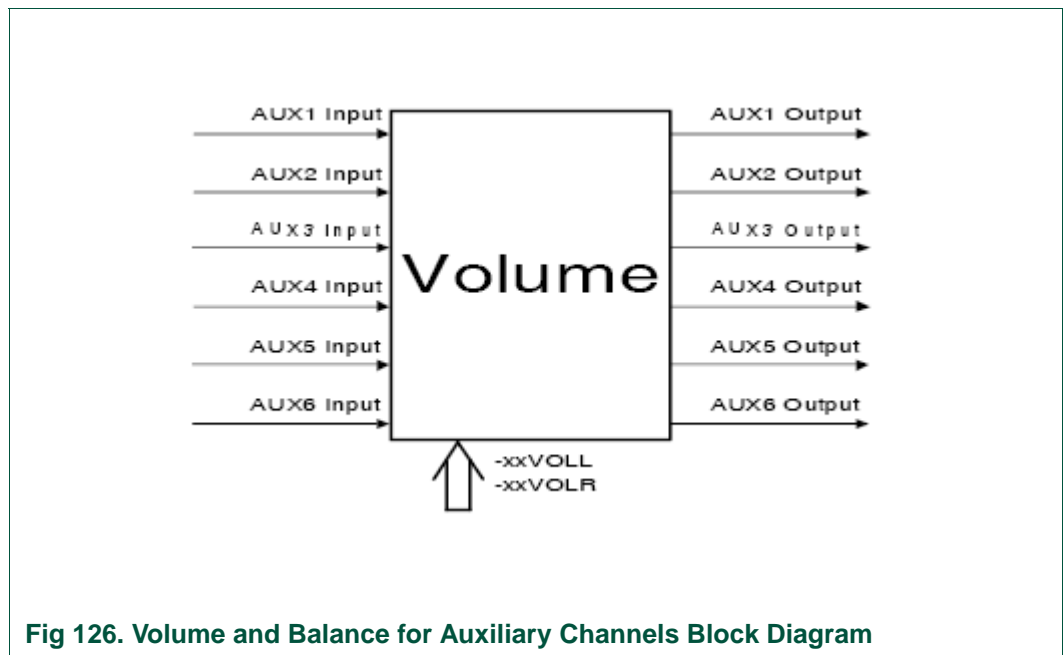 AUX1 Input
AUX1 Output
AUX2 Input
AUX2 Output
AUX3 Input
AUX3 Output
Volume
AUX4 Input
AUX4 Output
AUX5 Input
AUX5 Output
AUX6 Input
AUX6 Output
-xxVOLL
-xxVOLR
Fig 126. Volume and Balance for Auxiliary Channels Block Diagram